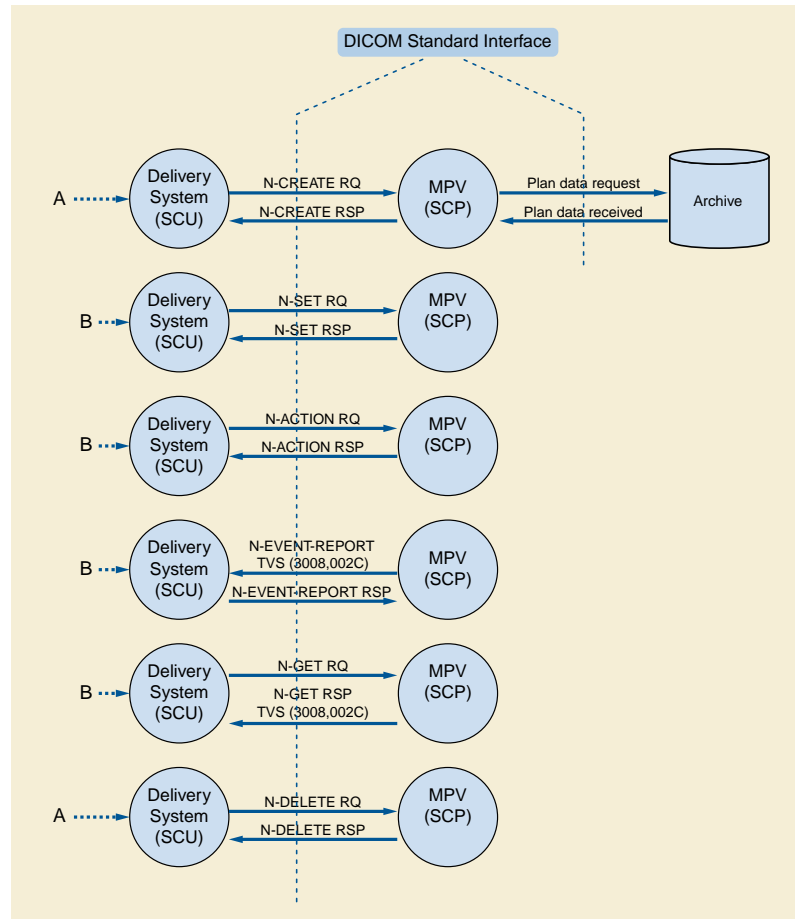 DICOM Standard Interface
A
Delivery
System
(SCU)
N-CREATE RQ
N-CREATE RSP
MPV
(SCP)
Plan data request
Plan data received
Archive
B
Delivery
System
(SCU)
N-SET RQ
N-SET RSP
MPV
(SCP)
B
Delivery
System
(SCU)
N-ACTION RQ
N-ACTION RSP
MPV
(SCP)
B
Delivery
System
(SCU)
N-EVENT-REPORT
TVS (3008,002C)
N-EVENT-REPORT RSP
MPV
(SCP)
B
Delivery
System
(SCU)
N-GET RQ
N-GET RSP
TVS (3008,002C)
MPV
(SCP)
A
Delivery
System
(SCU)
N-DELETE RQ
N-DELETE RSP
MPV
(SCP)